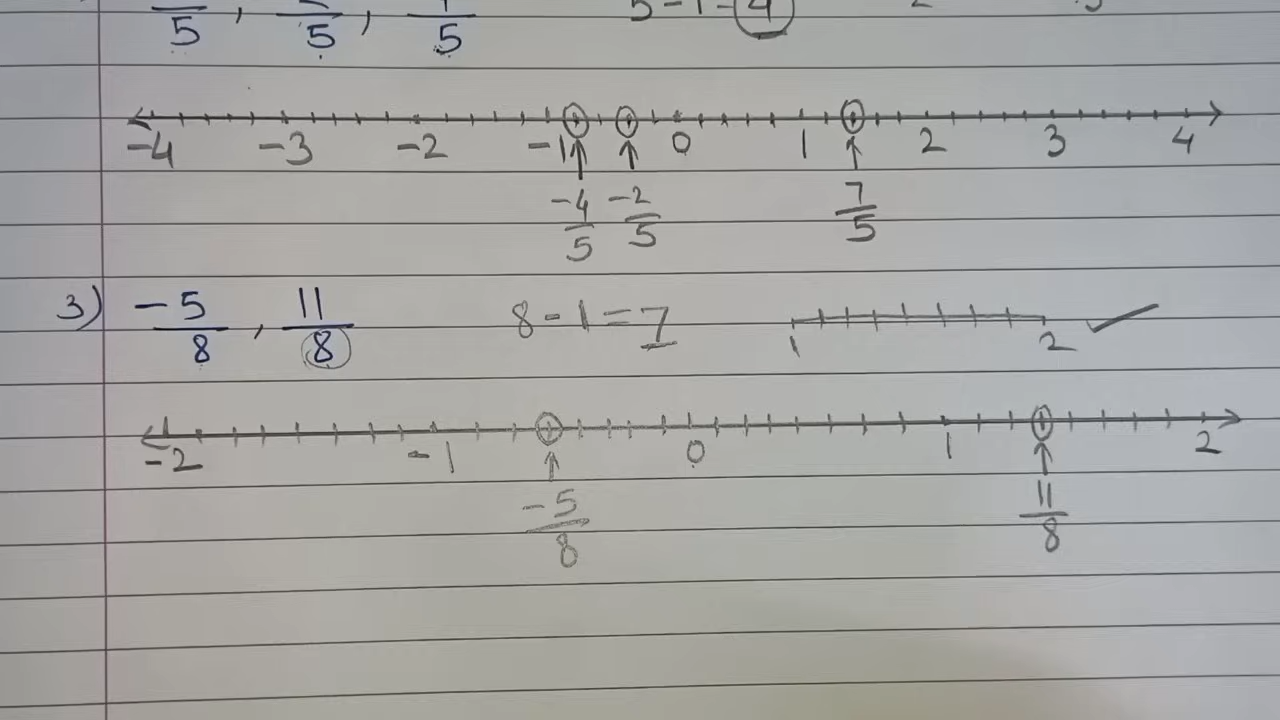 5 , 5 , 5 5-1=4
-4 -3 -2 -1 0 1 2 3 4
-4/5 -2/5 7/5
3) -5/8 , 11/8 8-1=7 1 2
-2 -1 0 1 2
-5/8 11/8